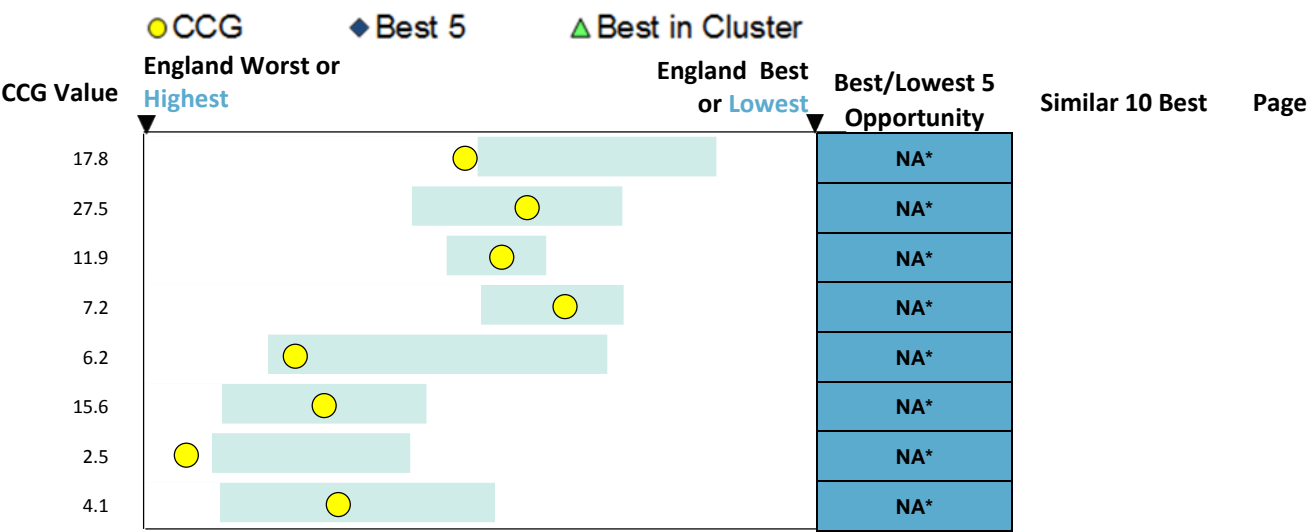 CCG Best 5 Best in Cluster
CCG Value England Worst or Highest England Best or Lowest Best/Lowest 5 Opportunity Similar 10 Best Page
17.8 NA*
27.5 NA*
11.9 NA*
7.2 NA*
6.2 NA*
15.6 NA*
2.5 NA*
4.1 NA*